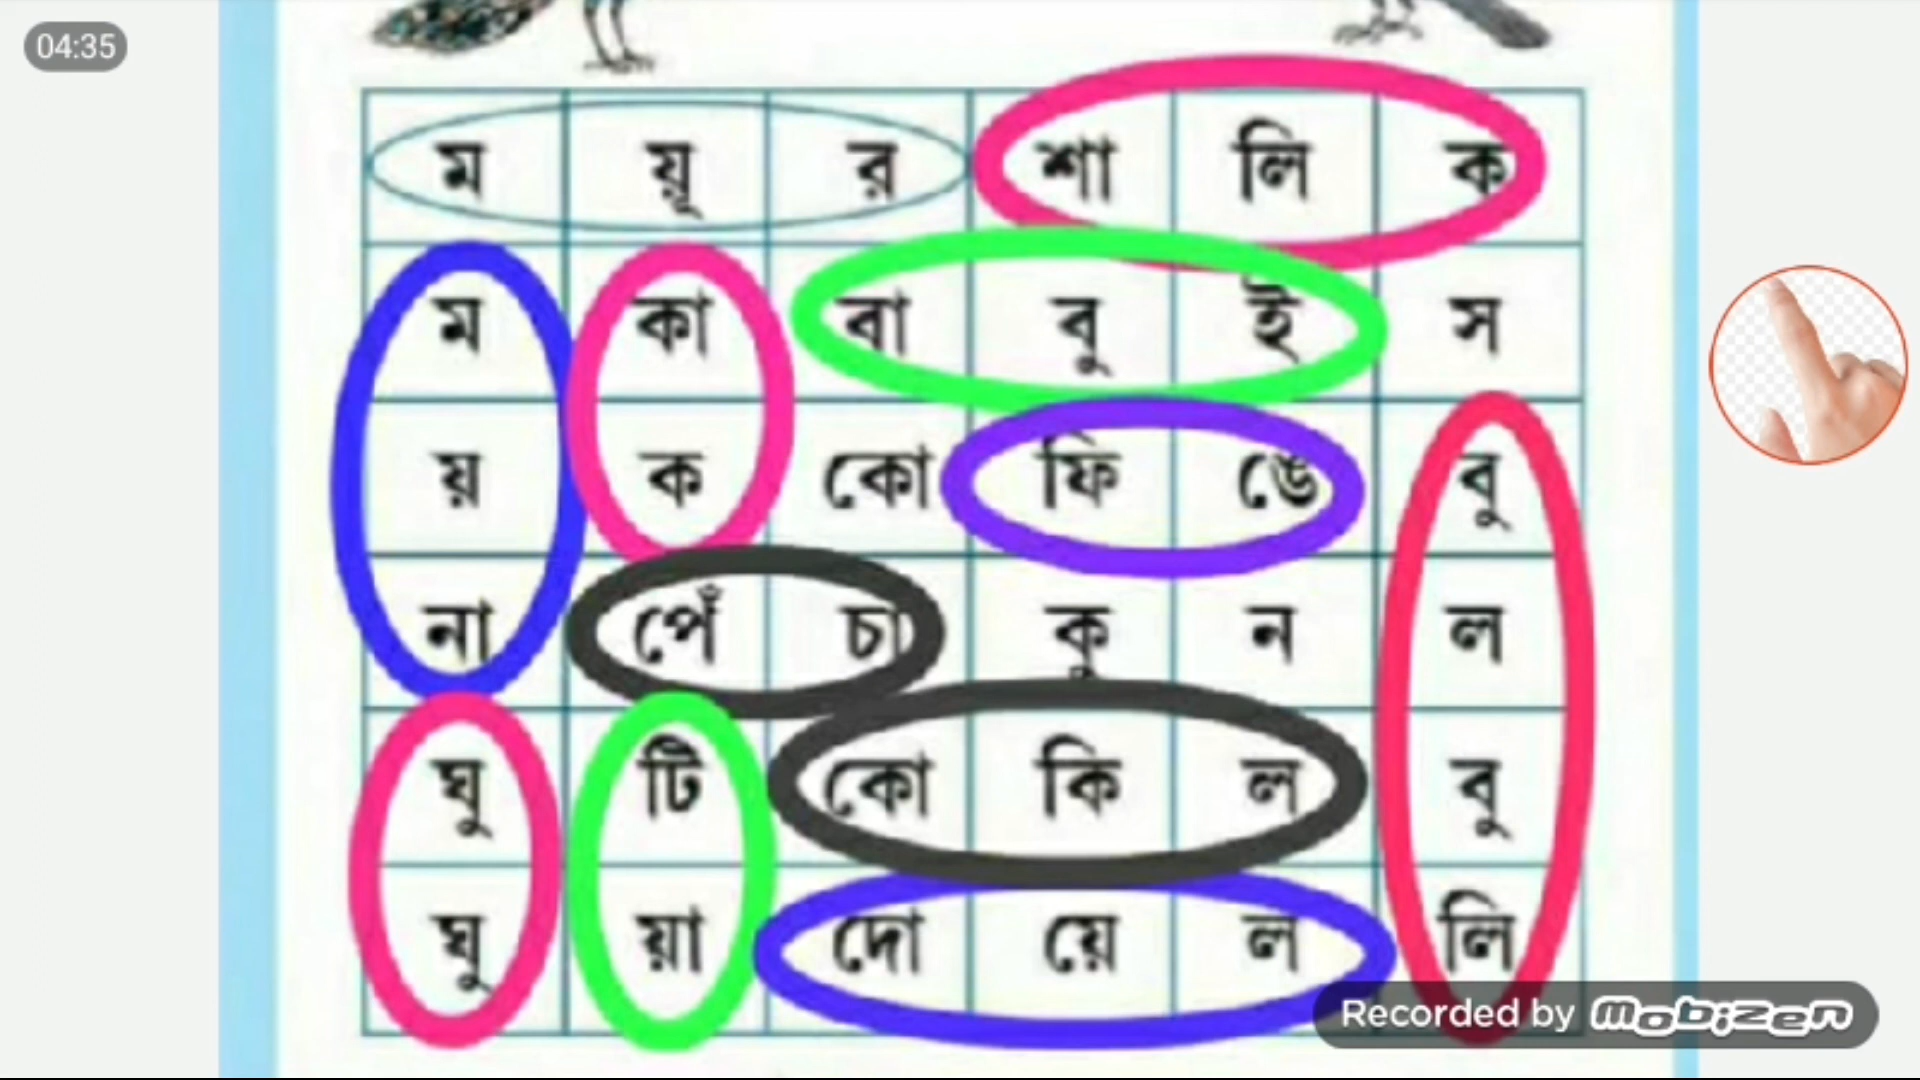 04:35
ম য়ূ র শা লি ক
ম কা বা বু ই স
য় ক কো ফি ঙে বু
না পেঁ চা কু ন ল
ঘু টি কো কি ল বু
ঘু য়া দো য়ে ল লি
Recorded by mobizen